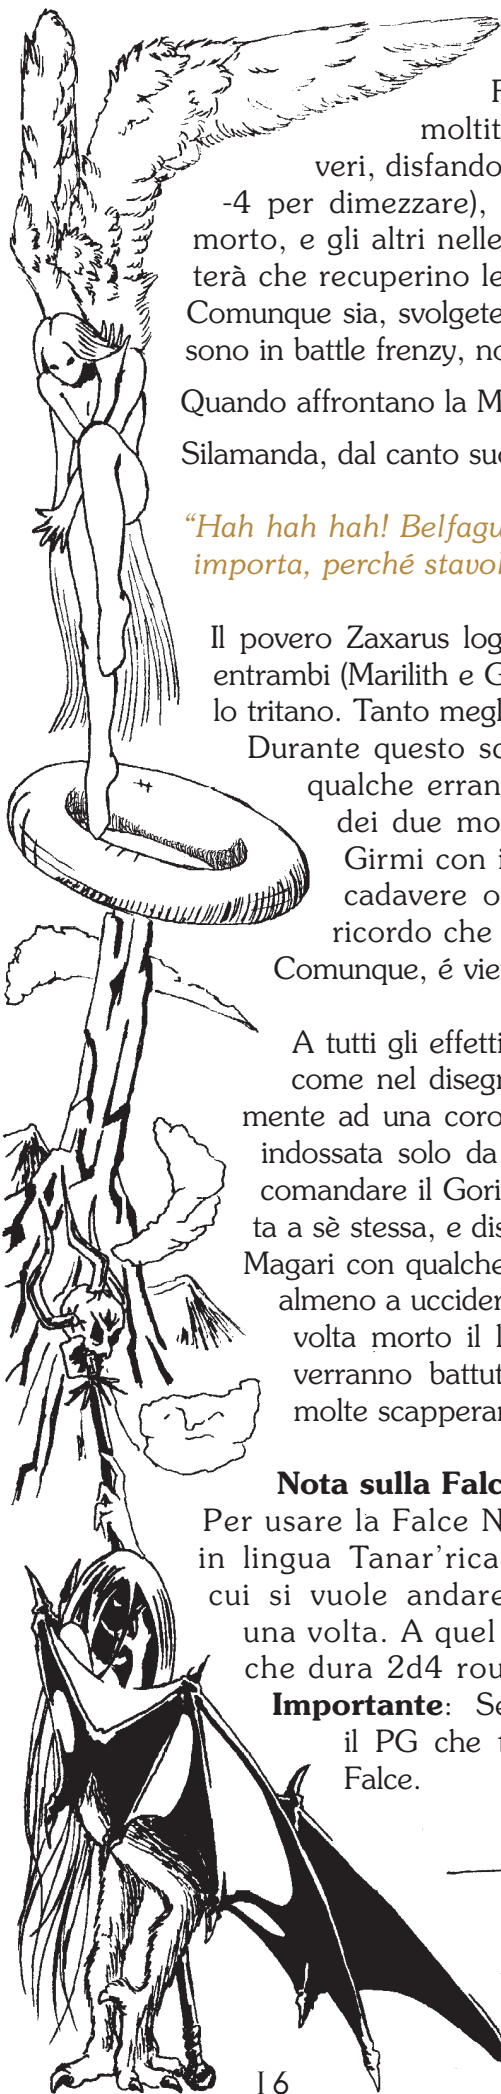 moltit
veri, disfando
-4 per dimezzare),
morto, e gli altri nelle
terà che recuperino le
Comunque sia, svolgete
sono in battle frenzy, no
Quando affrontano la M
Silamanda, dal canto suo
“Hah hah hah! Belfagu
importa, perché stavol
Il povero Zaxarus log
entrambi (Marilith e G
lo tritano. Tanto megl
Durante questo sc
qualche erran
dei due mo
Girmi con i
cadavere o
ricordo che
Comunque, é vie
A tutti gli effetti
come nel disegn
mente ad una coro
indossata solo da
comandare il Gori
ta a sè stessa, e dis
Magari con qualche
almeno a uccider
volta morto il l
verranno battut
molte scappera
Nota sulla Falc
Per usare la Falce N
in lingua Tanar’rica
cui si vuole andare
una volta. A quel
che dura 2d4 rou
Importante: Se
il PG che t
Falce.
16